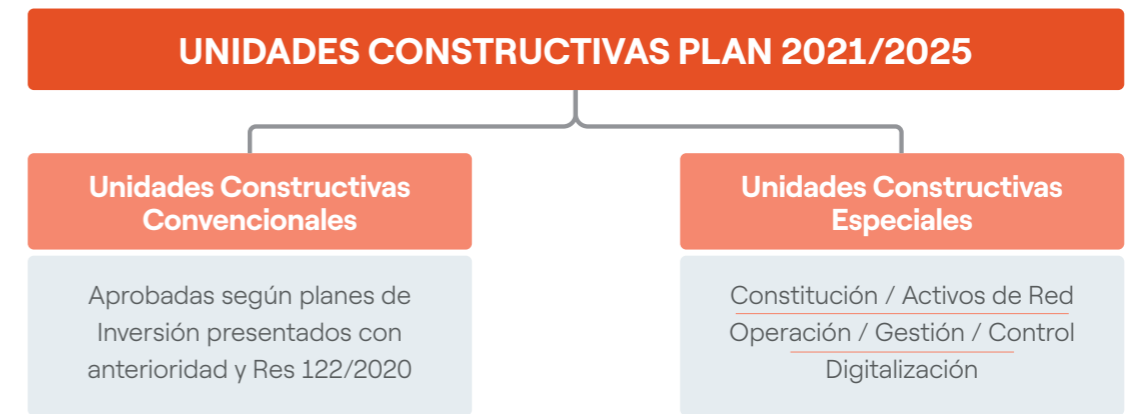 UNIDADES CONSTRUCTIVAS PLAN 2021/2025
Unidades Constructivas
Convencionales
Aprobadas según planes de
Inversión presentados con
anterioridad y Res 122/2020
Unidades Constructivas
Especiales
Constitución / Activos de Red
Operación / Gestión / Control
Digitalización